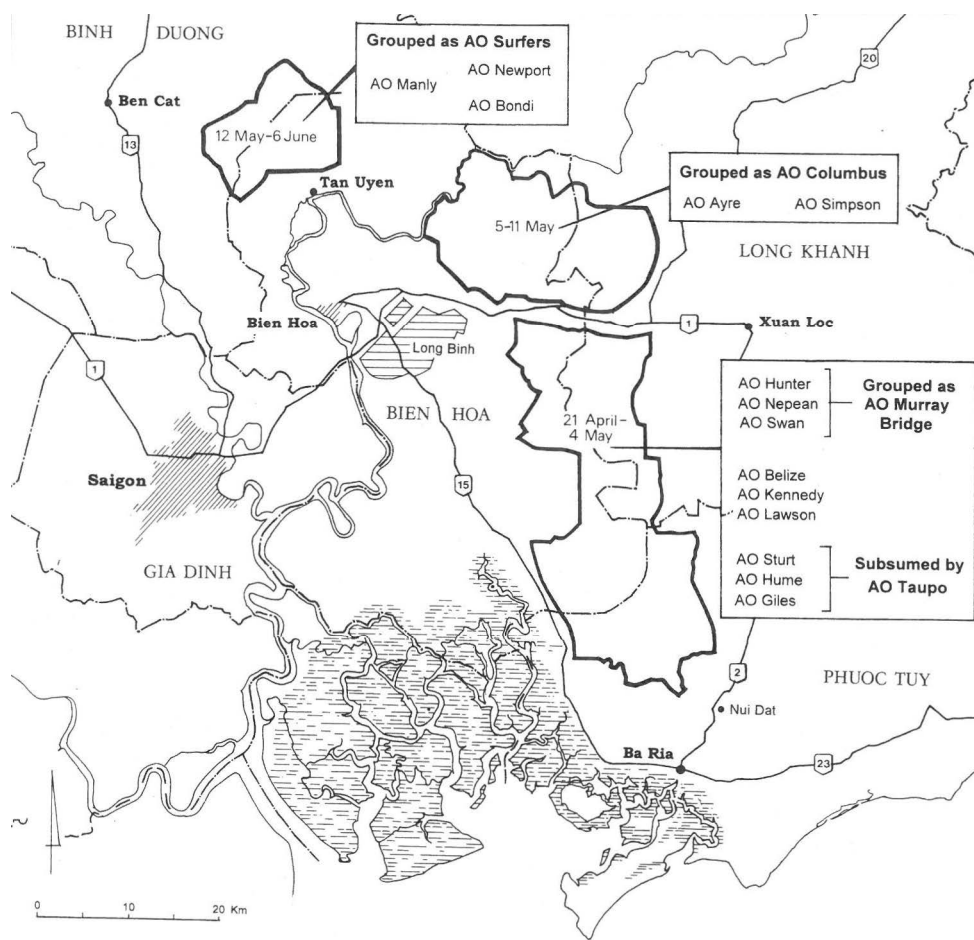 BINH DUONG
Grouped as AO Surfers
AO Newport
AO Manly
AO Bondi
20
Ben Cat
13
12 May–6 June
Tan Uyen
Grouped as AO Columbus
AO Ayre AO Simpson
5–11 May
LONG KHANH
Bien Hoa
1
Xuan Loc
Long Binh
1
BIEN HOA
21 April–
4 May
AO Hunter
AO Nepean
AO Swan
Grouped as
AO Murray
Bridge
AO Belize
AO Kennedy
AO Lawson
AO Sturt
AO Hume
AO Giles
Subsumed by
AO Taupo
Saigon
15
GIA DINH
2
PHUOC TUY
Nui Dat
Ba Ria
23
0 10 20 Km